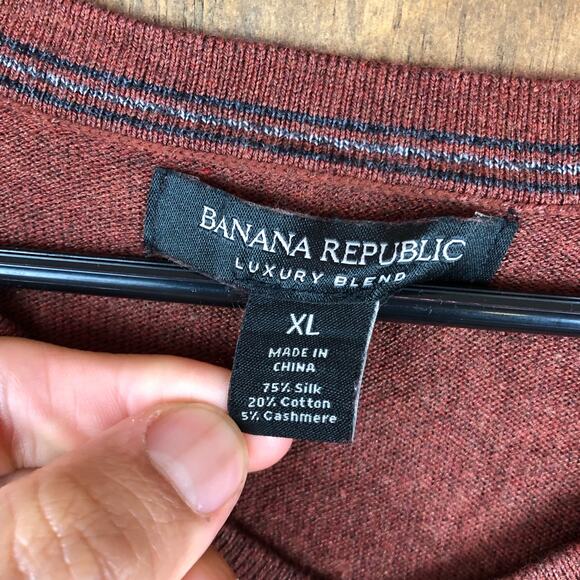 BANANA REPUBLIC
LUXURY BLEND
XL
MADE IN
CHINA
75% Silk
20% Cotton
5% Cashmere